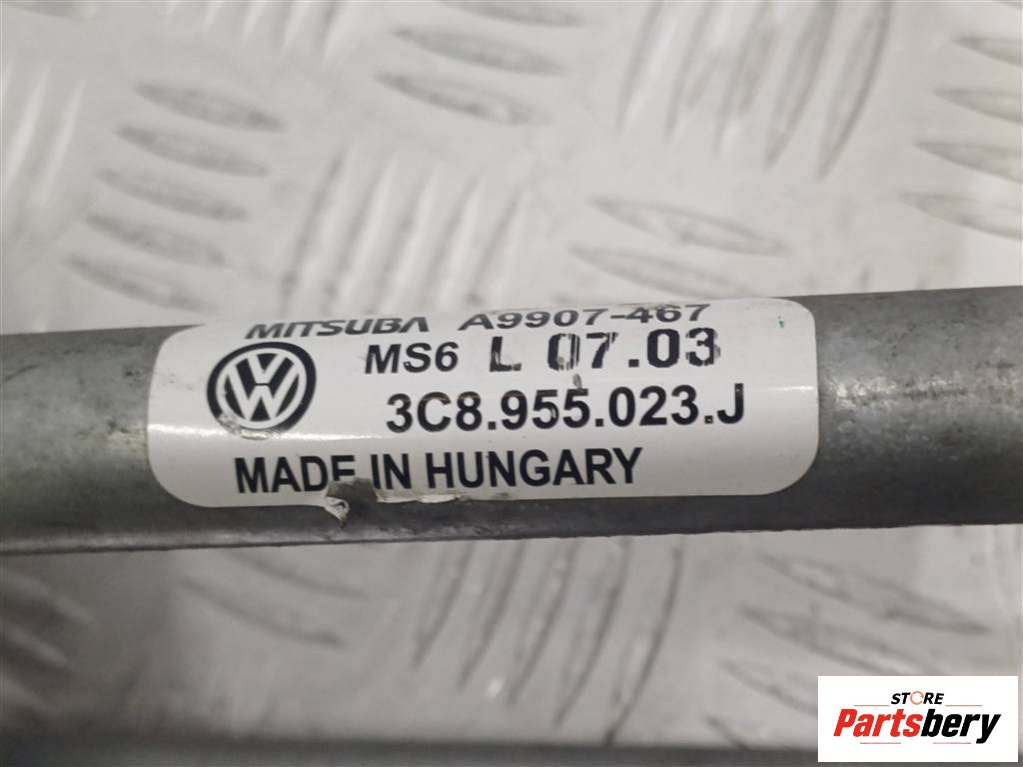 MITSUBA A9907-467
MS6 L 07.03
3C8.955.023.J
MADE IN HUNGARY
STORE
Partsbery